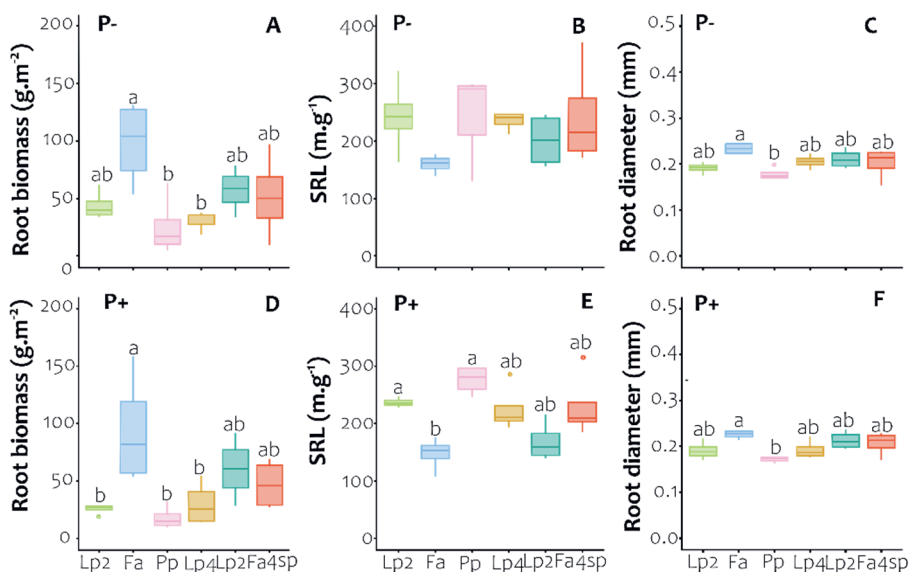 P- A
Root biomass (g.m⁻²)
200
150
100
50
0
ab a b b ab ab
P- B
SRL (m.g⁻¹)
400
300
200
100
0
P- C
Root diameter (mm)
0.5
0.4
0.3
0.2
0.1
0.0
ab a b ab ab ab
P+ D
Root biomass (g.m⁻²)
200
150
100
50
0
b a b b ab ab
Lp2 Fa Pp Lp4 Lp2Fa4sp
P+ E
SRL (m.g⁻¹)
400
300
200
100
0
a b a ab ab ab
Lp2 Fa Pp Lp4 Lp2Fa4sp
P+ F
Root diameter (mm)
0.5
0.4
0.3
0.2
0.1
0.0
ab a b ab ab ab
Lp2 Fa Pp Lp4 Lp2Fa4sp